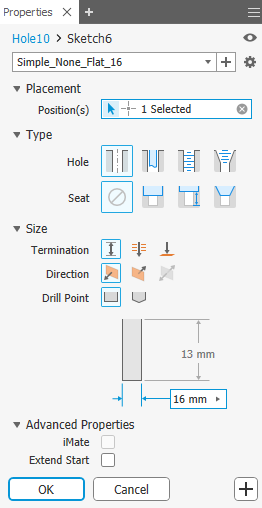 Properties
Hole10 > Sketch6
Simple_None_Flat_16
Placement
Position(s) 1 Selected
Type
Hole
Seat
Size
Termination
Direction
Drill Point
13 mm
16 mm
Advanced Properties
iMate
Extend Start
OK Cancel